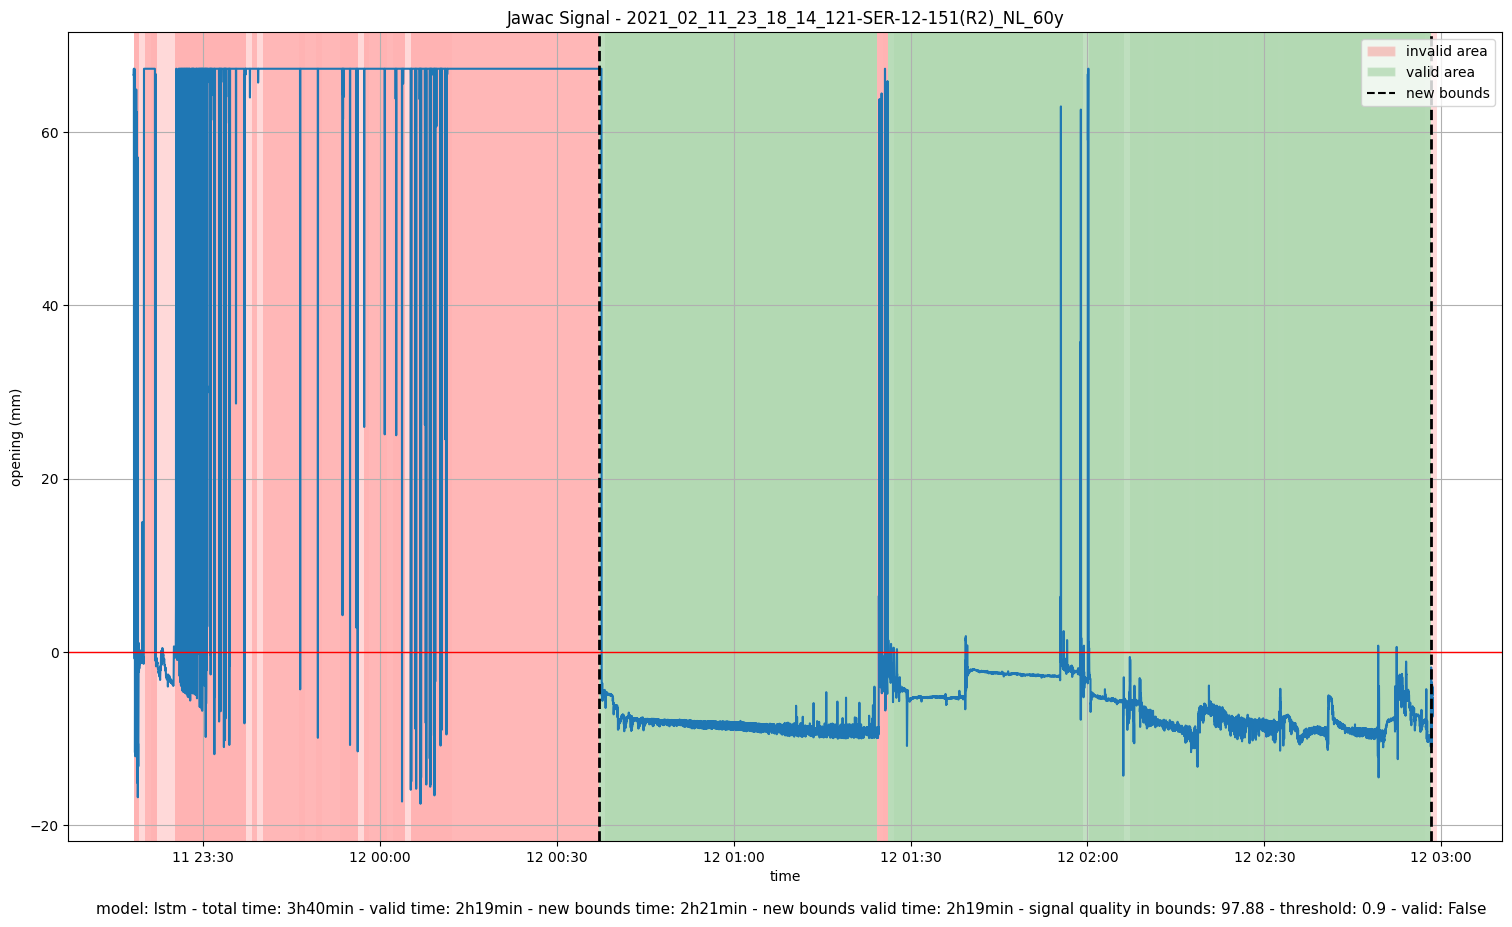 Jawac Signal - 2021_02_11_23_18_14_121-SER-12-151(R2)_NL_60y
invalid area
valid area
new bounds
60
40
20
0
−20
opening (mm)
11 23:30
12 00:00
12 00:30
12 01:00
12 01:30
12 02:00
12 02:30
12 03:00
time
model: lstm - total time: 3h40min - valid time: 2h19min - new bounds time: 2h21min - new bounds valid time: 2h19min - signal quality in bounds: 97.88 - threshold: 0.9 - valid: False